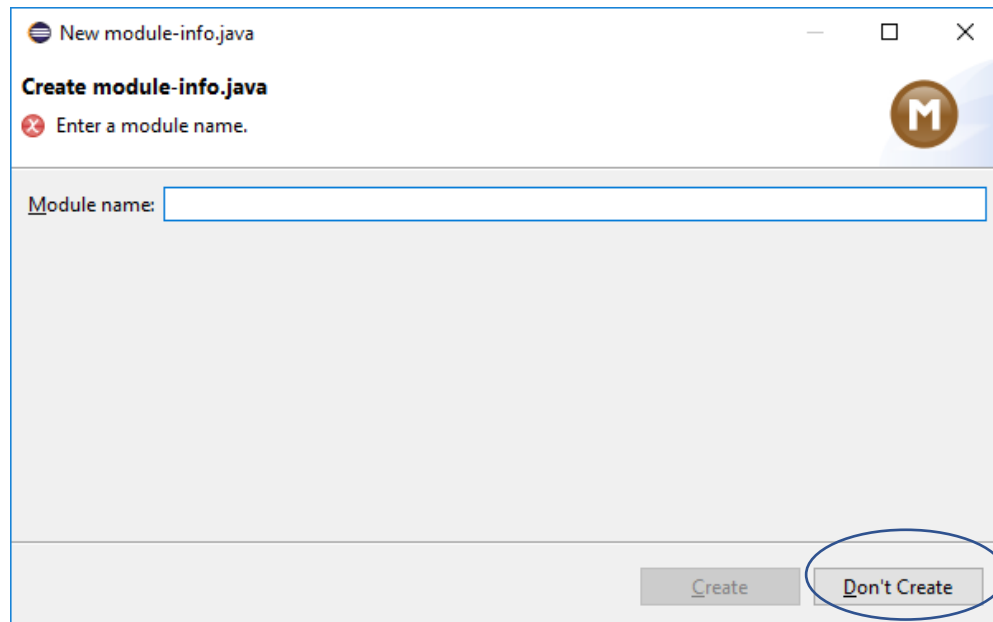 New module-info.java
Create module-info.java
Enter a module name.
M
Module name:
Create
Don't Create